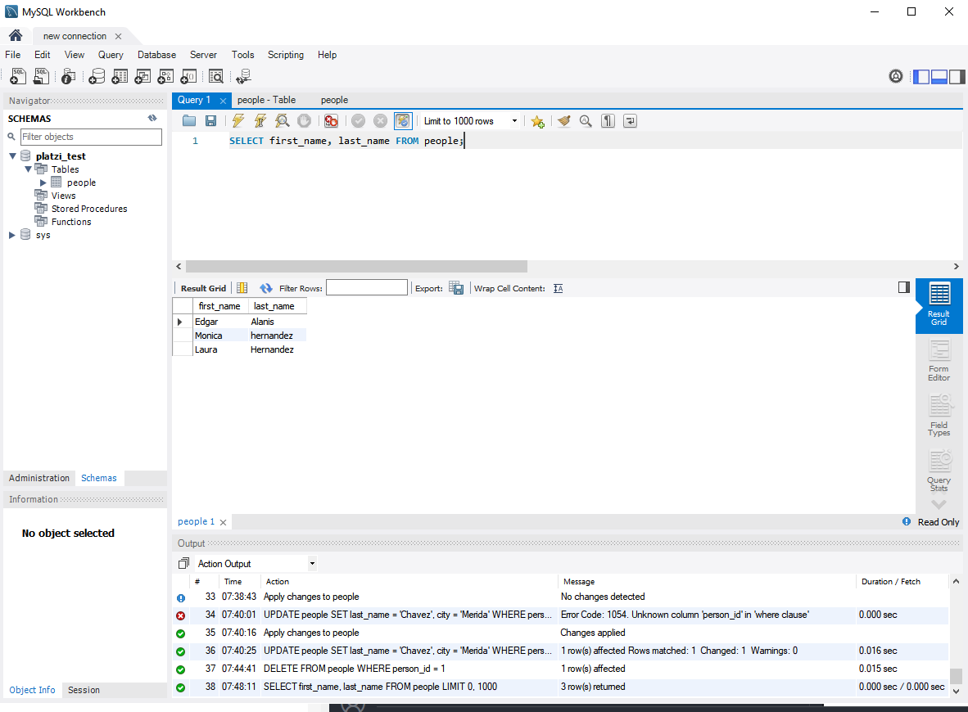 MySQL Workbench
new connection
File Edit View Query Database Server Tools Scripting Help
Navigator
Query 1 people - Table people
SCHEMAS
Limit to 1000 rows
Filter objects
1 SELECT first_name, last_name FROM people;
platzi_test
Tables
people
Views
Stored Procedures
Functions
sys
Result Grid Filter Rows: Export: Wrap Cell Content:
first_name last_name
Edgar Alanis
Monica hernandez
Laura Hernandez
Result
Grid
Form
Editor
Field
Types
Query
Stats
Administration Schemas
Information
No object selected
people 1 Read Only
Output
Action Output
# Time Action Message Duration / Fetch
33 07:38:43 Apply changes to people No changes detected
34 07:40:01 UPDATE people SET last_name = 'Chavez', city = 'Merida' WHERE pers... Error Code: 1054. Unknown column 'person_id' in 'where clause' 0.000 sec
35 07:40:16 Apply changes to people Changes applied
36 07:40:25 UPDATE people SET last_name = 'Chavez', city = 'Merida' WHERE pers... 1 row(s) affected Rows matched: 1 Changed: 1 Warnings: 0 0.016 sec
37 07:44:41 DELETE FROM people WHERE person_id = 1 1 row(s) affected 0.015 sec
38 07:48:11 SELECT first_name, last_name FROM people LIMIT 0, 1000 3 row(s) returned 0.000 sec / 0.000 sec
Object Info Session